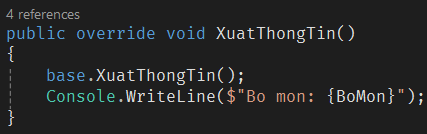 4 references
public override void XuatThongTin()
{
    base.XuatThongTin();
    Console.WriteLine($"Bo mon: {BoMon}");
}